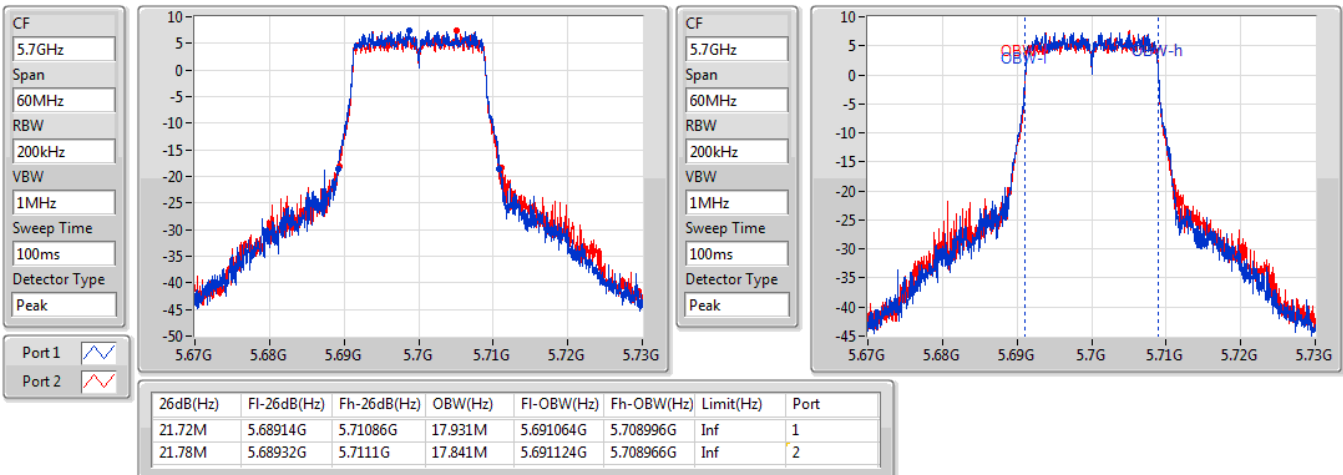 CF
5.7GHz
Span
60MHz
RBW
200kHz
VBW
1MHz
Sweep Time
100ms
Detector Type
Peak
Port 1
Port 2
10
5
0
-5
-10
-15
-20
-25
-30
-35
-40
-45
-50
5.67G 5.68G 5.69G 5.7G 5.71G 5.72G 5.73G
CF
5.7GHz
Span
60MHz
RBW
200kHz
VBW
1MHz
Sweep Time
100ms
Detector Type
Peak
10
5
0
-5
-10
-15
-20
-25
-30
-35
-40
-45
OBW-l
OBW-h
5.67G 5.68G 5.69G 5.7G 5.71G 5.72G 5.73G
26dB(Hz) Fl-26dB(Hz) Fh-26dB(Hz) OBW(Hz) Fl-OBW(Hz) Fh-OBW(Hz) Limit(Hz) Port
21.72M 5.68914G 5.71086G 17.931M 5.691064G 5.708996G Inf 1
21.78M 5.68932G 5.7111G 17.841M 5.691124G 5.708966G Inf 2